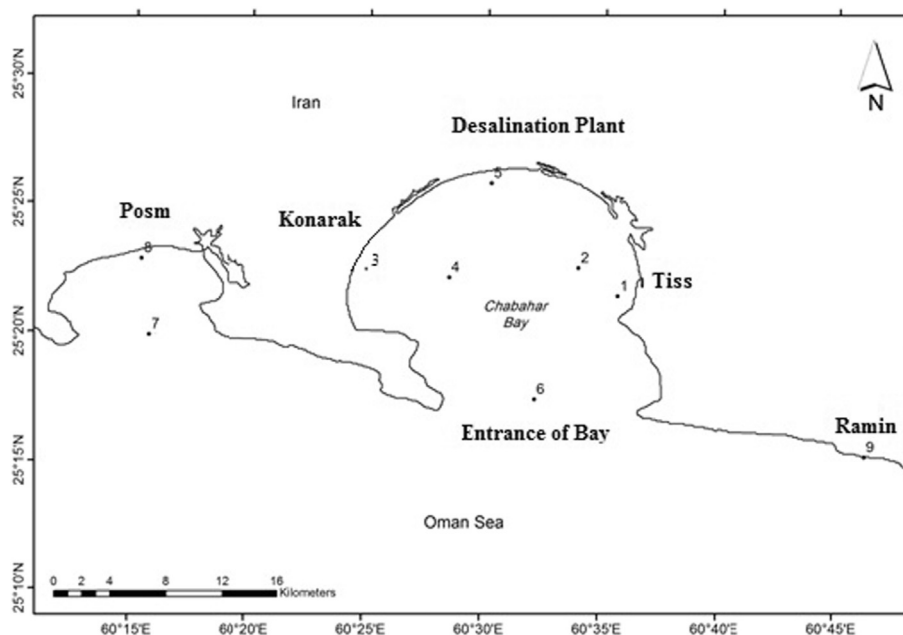 25°30'N
Iran
N
Desalination Plant
25°25'N
5
Posm
Konarak
8
3
4
2
Tiss
1
Chabahar
Bay
25°20'N
7
6
Entrance of Bay
Ramin
9
25°15'N
Oman Sea
0 2 4 8 12 16
Kilometers
25°10'N
60°15'E 60°20'E 60°25'E 60°30'E 60°35'E 60°40'E 60°45'E